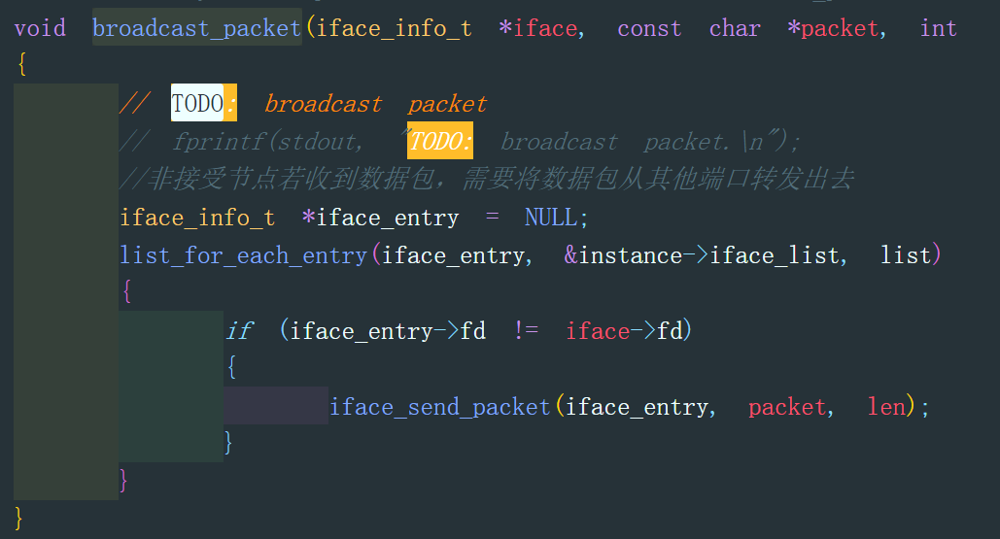 void broadcast_packet(iface_info_t *iface, const char *packet, int
{
// TODO: broadcast packet
// fprintf(stdout, "TODO: broadcast packet.\n");
//非接受节点若收到数据包，需要将数据包从其他端口转发出去
iface_info_t *iface_entry = NULL;
list_for_each_entry(iface_entry, &instance->iface_list, list)
{
if (iface_entry->fd != iface->fd)
{
iface_send_packet(iface_entry, packet, len);
}
}
}